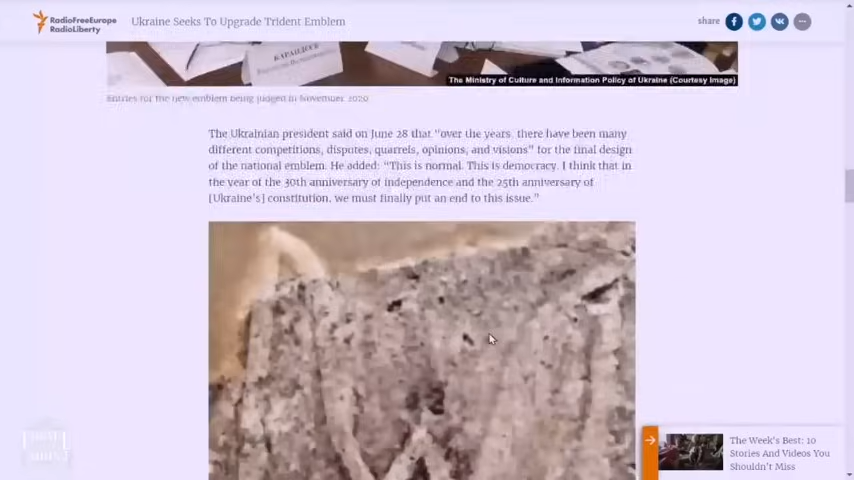 RadioFreeEurope
RadioLiberty
Ukraine Seeks To Upgrade Trident Emblem
share
The Ministry of Culture and Information Policy of Ukraine (Courtesy Image)
Entries for the new emblem being judged in November 2020
The Ukrainian president said on June 28 that “over the years, there have been many
different competitions, disputes, quarrels, opinions, and visions” for the final design
of the national emblem. He added: “This is normal. This is democracy. I think that in
the year of the 30th anniversary of independence and the 25th anniversary of
[Ukraine's] constitution, we must finally put an end to this issue.”
The Week's Best: 10
Stories And Videos You
Shouldn't Miss